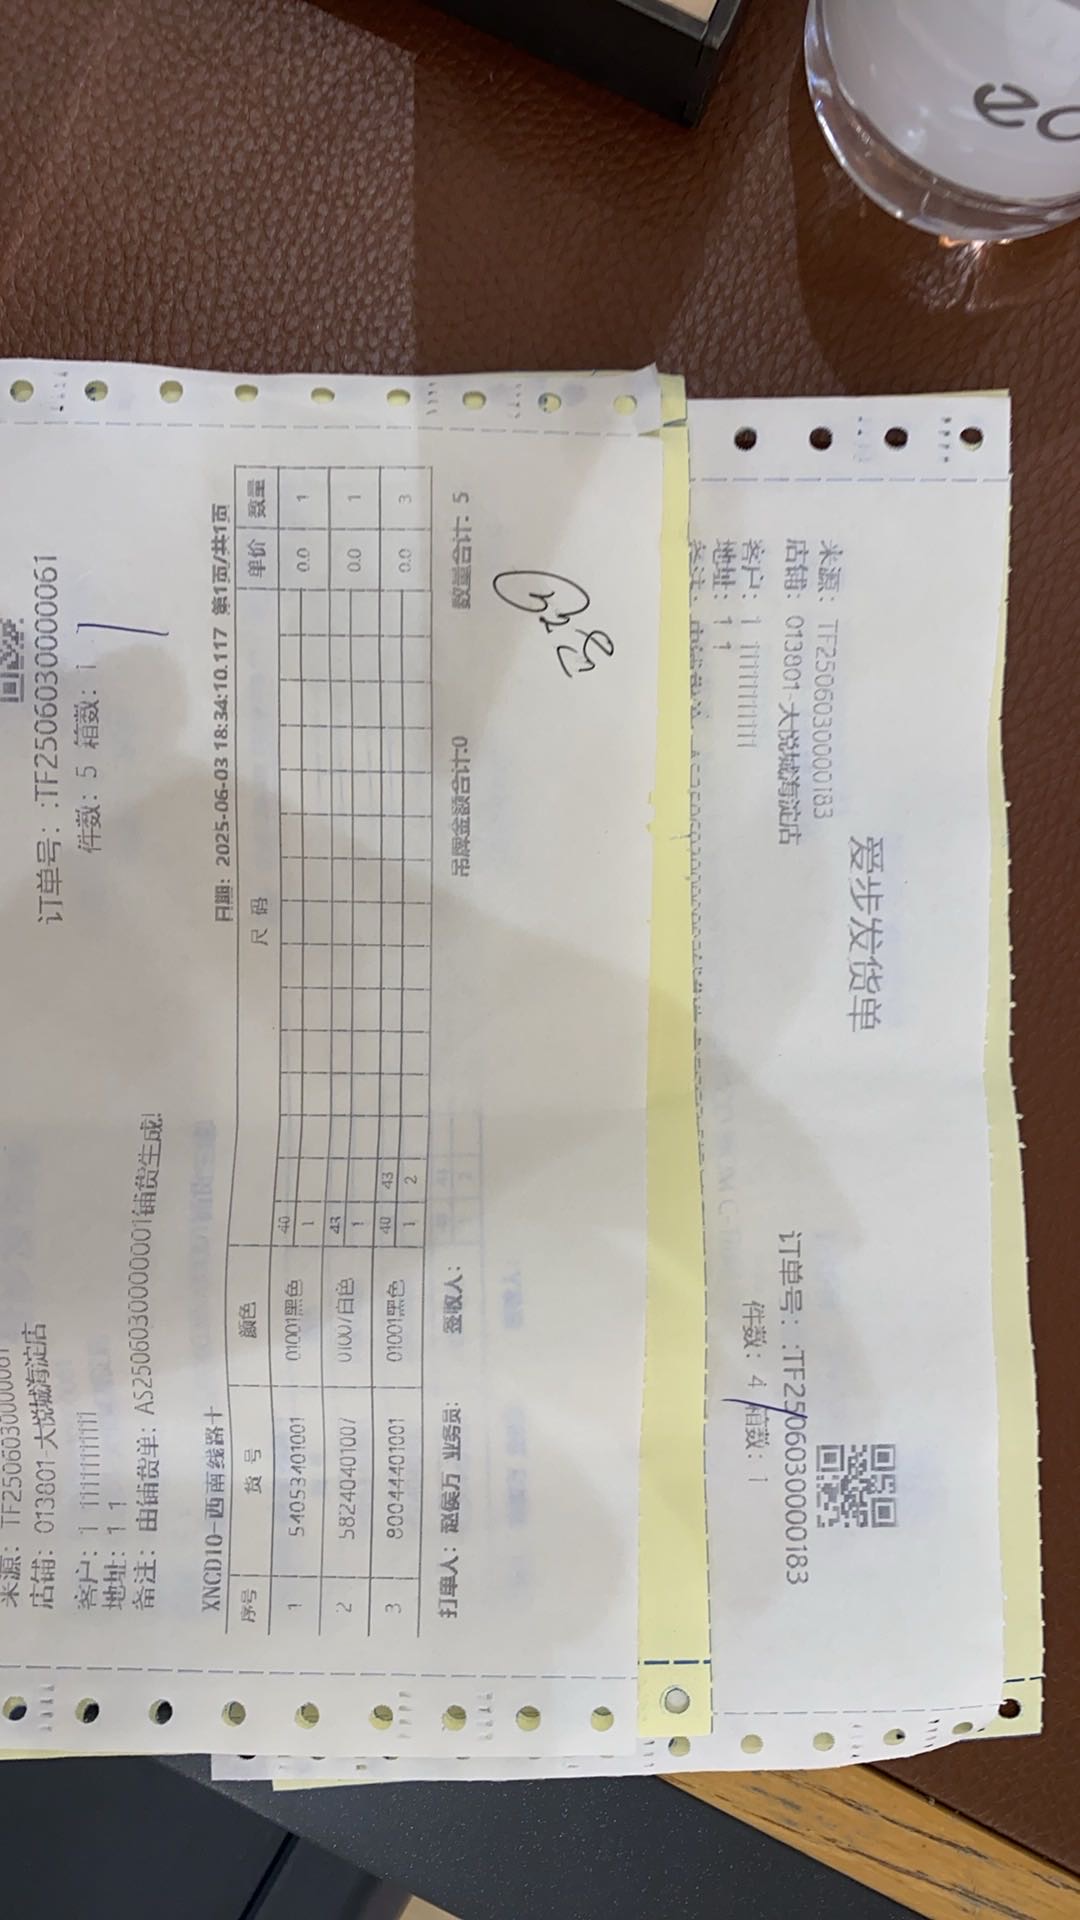 订单号：:TF250603000061
件数：5 箱数：1
店铺：013801-大悦城海淀店
客户：1 11111111111
地址：1 1
备注：由铺货单：AS250603000001铺货生成!
XNCD10-西南线路十 日期：2025-06-03 18:34:10.117 第1页/共1页
序号 货 号 颜色 尺 码 单价 数量
40
1 5405340100​1 01001黑色 1 0.0 1
43
2 58240401007 01007白色 1 0.0 1
40 43
3 80044401001 01001黑色 1 2 0.0 3
打单人：赵侯万 业务员： 签收人： 吊牌金额合计:0 数量合计：5
爱步发货单
来源：TF250603000183
店铺：013801-大悦城海淀店
订单号：:TF250603000183
客户：1 11111111111
件数：4 箱数：1
地址：1 1